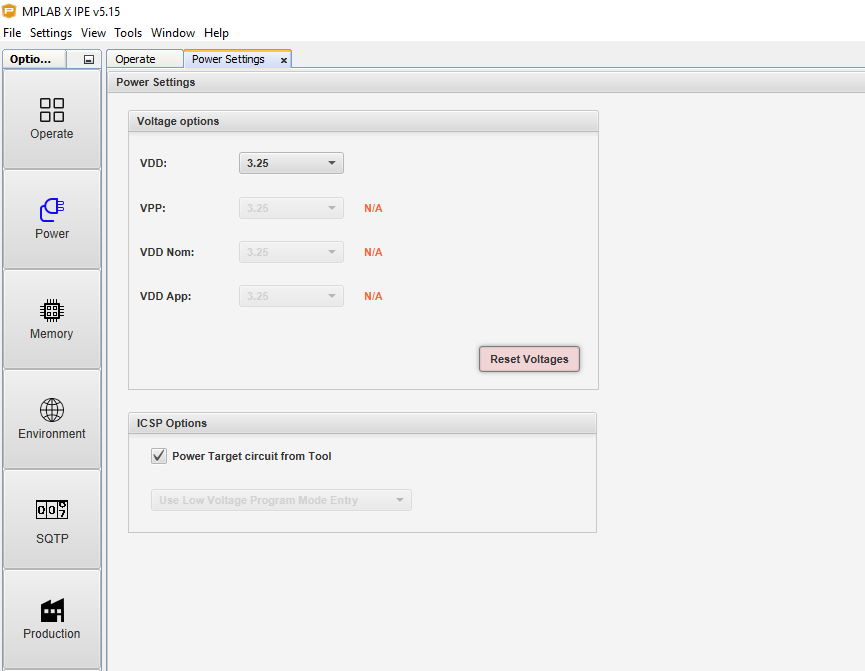 MPLAB X IPE v5.15
File Settings View Tools Window Help
Optio... Operate Power Settings x
Power Settings
Operate
Power
Memory
Environment
007
SQTP
Production
Voltage options
VDD: 3.25
VPP: 3.25 N/A
VDD Nom: 3.25 N/A
VDD App: 3.25 N/A
Reset Voltages
ICSP Options
Power Target circuit from Tool
Use Low Voltage Program Mode Entry